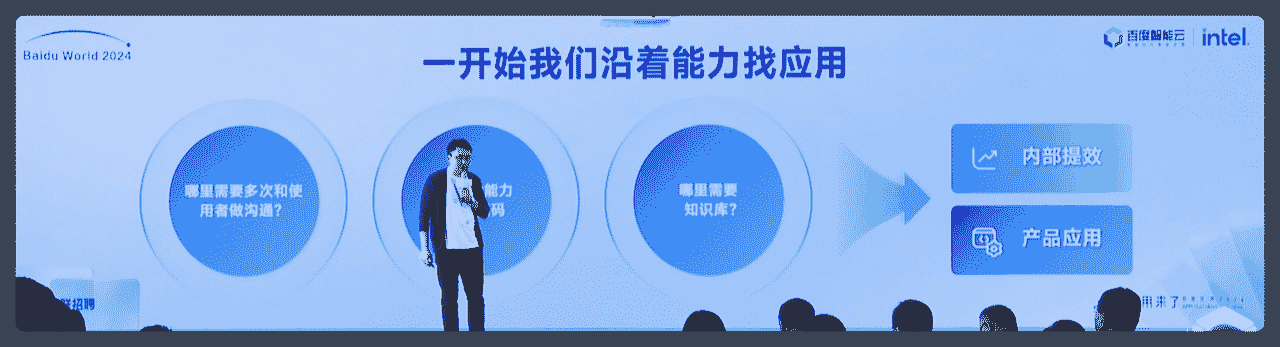 Baidu World 2024
百度智能云
intel.
一开始我们沿着能力找应用
哪里需要多次和使
用者做沟通?
能力
码
哪里需要
知识库?
内部提效
产品应用
招聘
用来了